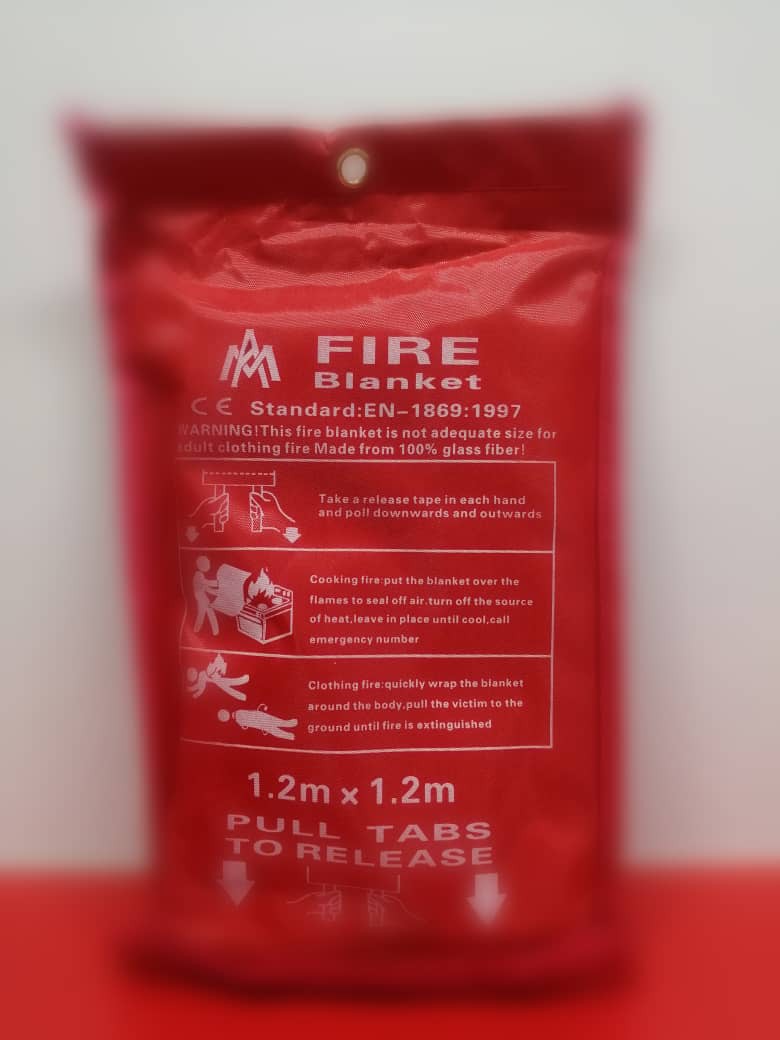 FIRE
Blanket
CE Standard:EN-1869:1997
WARNING!This fire blanket is not adequate size for
adult clothing fire Made from 100% glass fiber!
Take a release tape in each hand
and poll downwards and outwards
Cooking fire:put the blanket over the
flames to seal off air.turn off the source
of heat,leave in place until cool,call
emergency number
Clothing fire:quickly wrap the blanket
around the body,pull the victim to the
ground until fire is extinguished
1.2m x 1.2m
PULL TABS
TO RELEASE